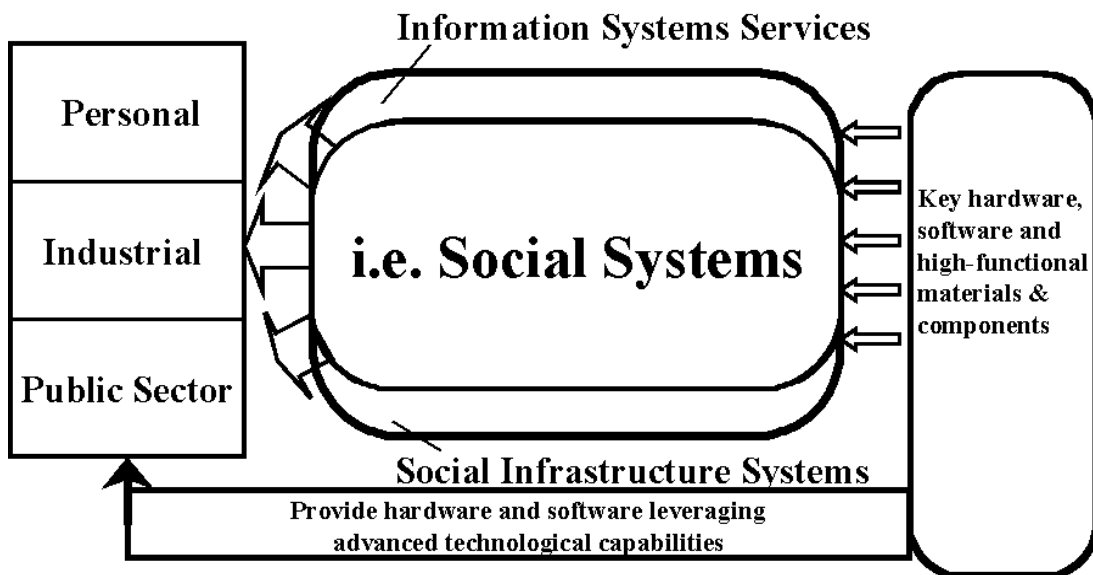 Information Systems Services
Personal
Industrial
Public Sector
i.e. Social Systems
Key hardware,
software and
high-functional
materials &
components
Social Infrastructure Systems
Provide hardware and software leveraging
advanced technological capabilities